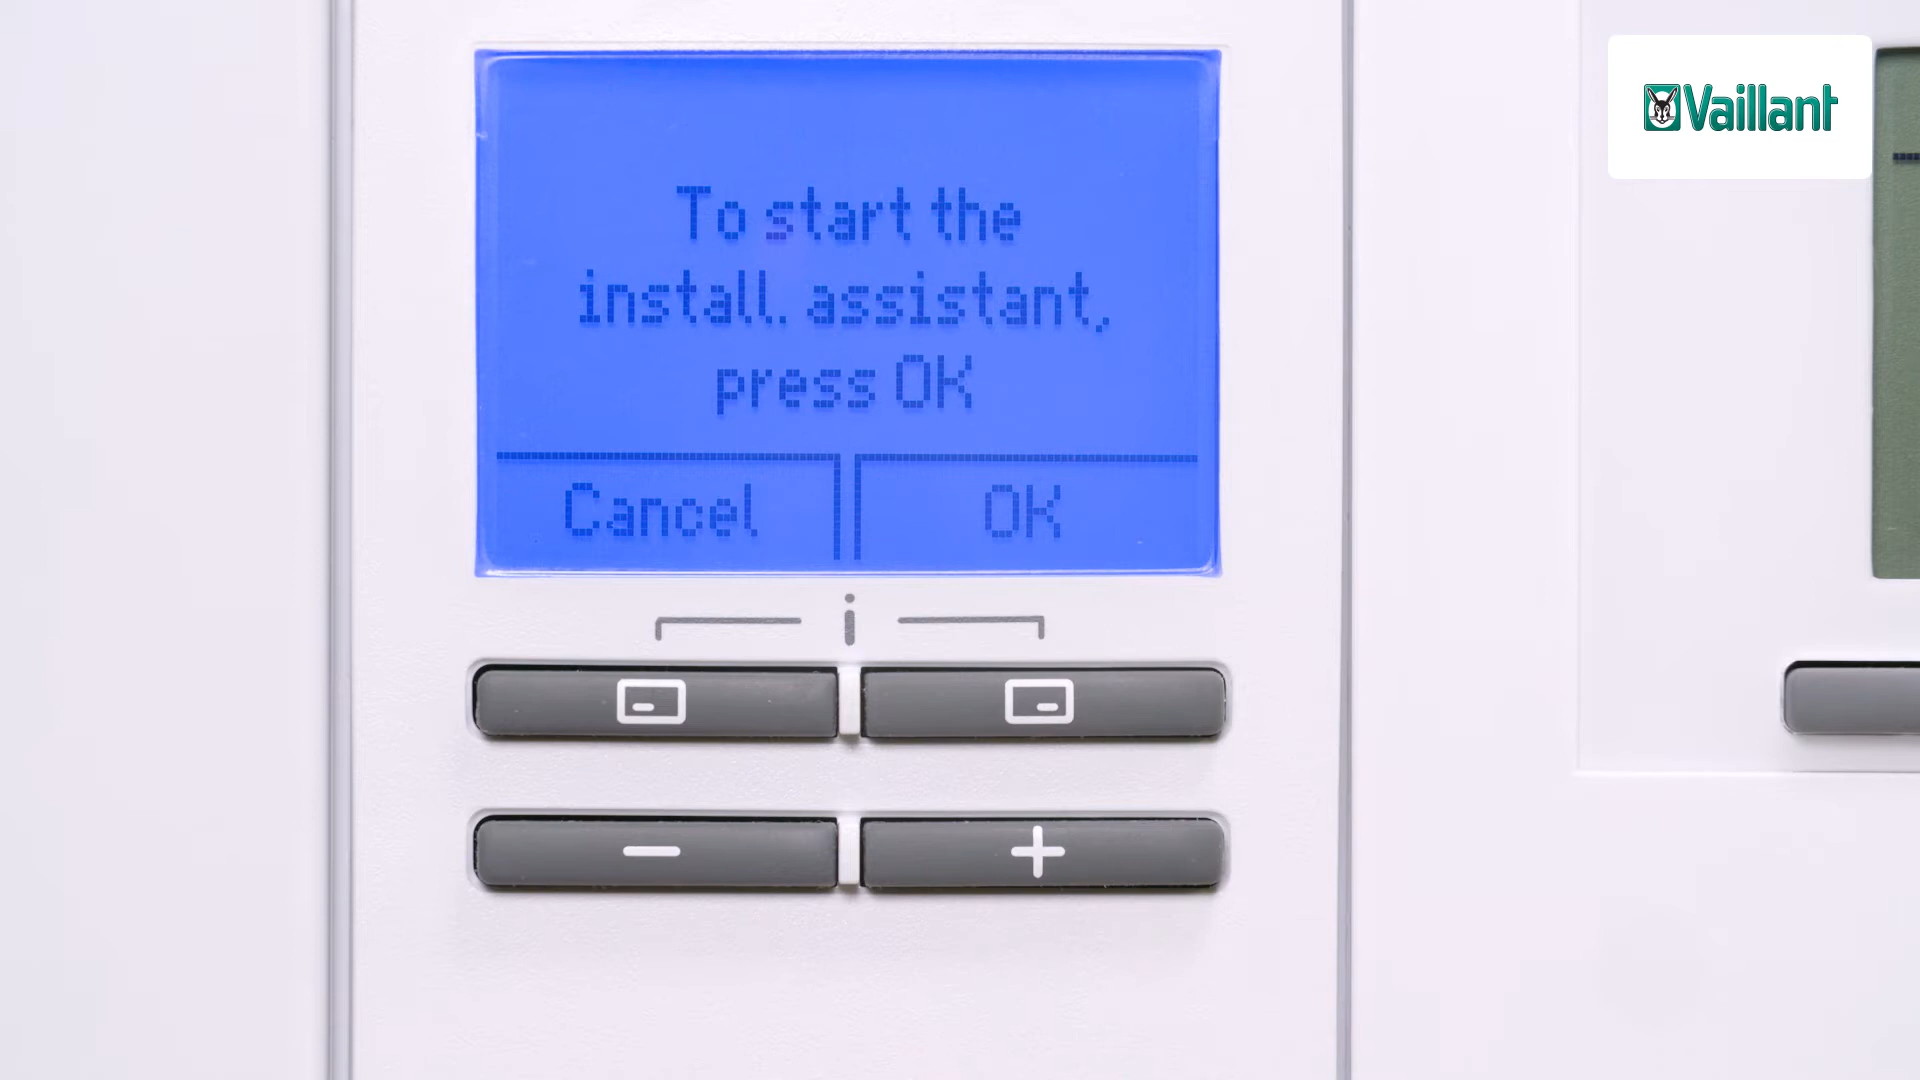 To start the
install. assistant,
press OK
Cancel
OK
i
Vaillant